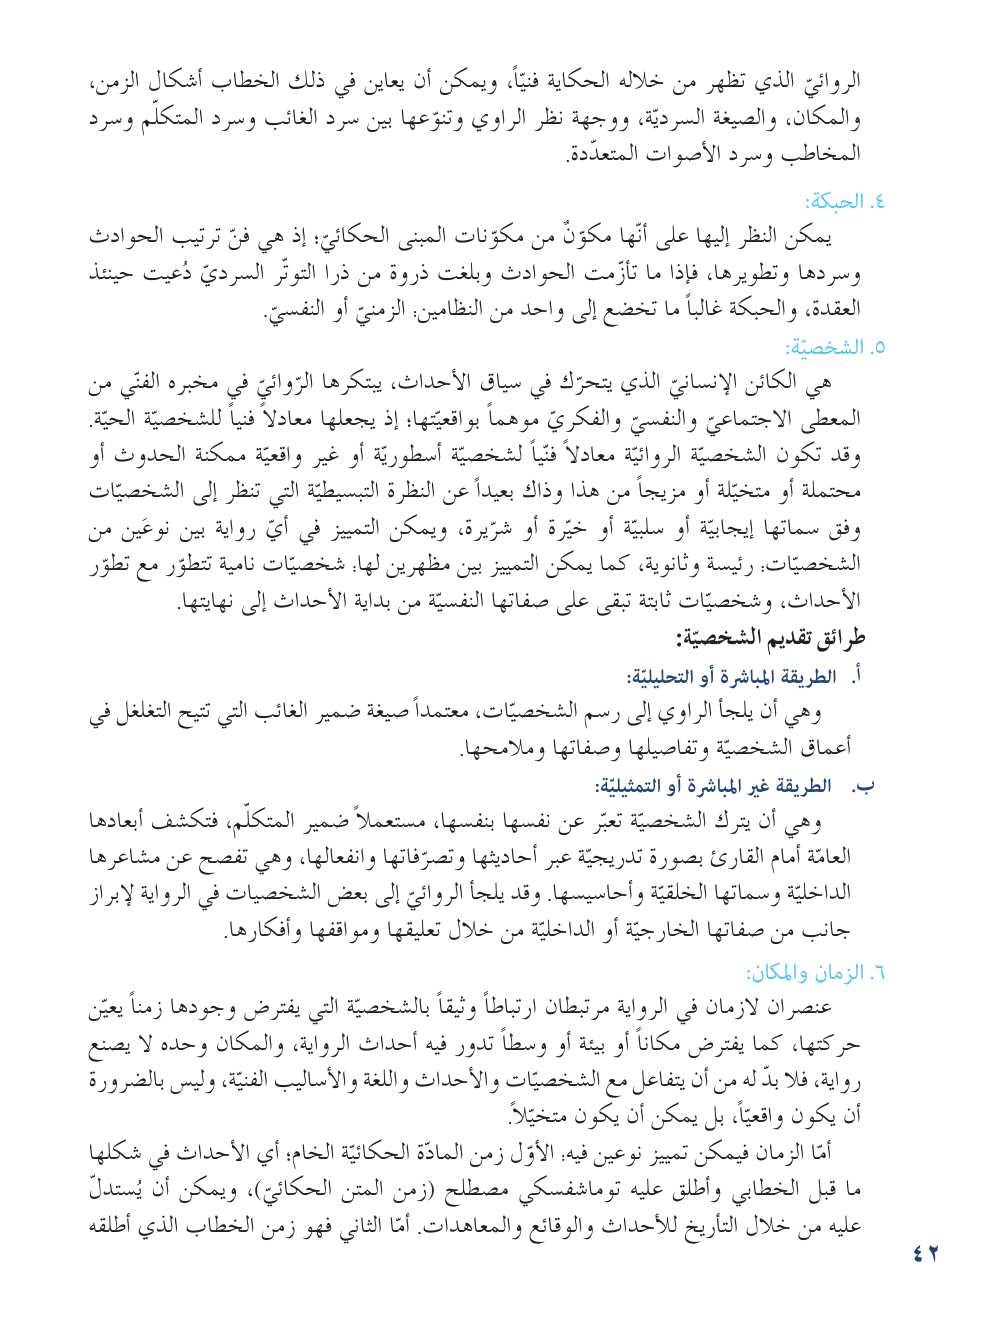 الروائيّ الذي تظهر من خلاله الحكاية فنيّاً، ويمكن أن يعاين في ذلك الخطاب أشكال الزمن،
والمكان، والصيغة السرديّة، ووجهة نظر الراوي وتنوّعها بين سرد الغائب وسرد المتكلّم وسرد
المخاطب وسرد الأصوات المتعدّدة.
٤. الحبكة:
يمكن النظر إليها على أنّها مكوّنٌ من مكوّنات المبنى الحكائيّ؛ إذ هي فنّ ترتيب الحوادث
وسردها وتطويرها، فإذا ما تأزّمت الحوادث وبلغت ذروة من ذرا التوتّر السرديّ دُعيت حينئذ
العقدة، والحبكة غالباً ما تخضع إلى واحد من النظامين: الزمنيّ أو النفسيّ.
٥. الشخصيّة:
هي الكائن الإنسانيّ الذي يتحرّك في سياق الأحداث، يبتكرها الرّوائيّ في مخبره الفنّي من
المعطى الاجتماعيّ والنفسيّ والفكريّ موهماً بواقعيّتها؛ إذ يجعلها معادلاً فنياً للشخصيّة الحيّة.
وقد تكون الشخصيّة الروائيّة معادلاً فنّياً لشخصيّة أسطوريّة أو غير واقعيّة ممكنة الحدوث أو
محتملة أو متخيّلة أو مزيجاً من هذا وذاك بعيداً عن النظرة التبسيطيّة التي تنظر إلى الشخصيّات
وفق سماتها إيجابيّة أو سلبيّة أو خيّرة أو شرّيرة، ويمكن التمييز في أيّ رواية بين نوعَين من
الشخصيّات: رئيسة وثانوية، كما يمكن التمييز بين مظهرين لها: شخصيّات نامية تتطوّر مع تطوّر
الأحداث، وشخصيّات ثابتة تبقى على صفاتها النفسيّة من بداية الأحداث إلى نهايتها.
طرائق تقديم الشخصيّة:
أ. الطريقة المباشرة أو التحليليّة:
وهي أن يلجأ الراوي إلى رسم الشخصيّات، معتمداً صيغة ضمير الغائب التي تتيح التغلغل في
أعماق الشخصيّة وتفاصيلها وصفاتها وملامحها.
ب. الطريقة غير المباشرة أو التمثيليّة:
وهي أن يترك الشخصيّة تعبّر عن نفسها بنفسها، مستعملاً ضمير المتكلّم، فتكشف أبعادها
العامّة أمام القارئ بصورة تدريجيّة عبر أحاديثها وتصرّفاتها وانفعالها، وهي تفصح عن مشاعرها
الداخليّة وسماتها الخلقيّة وأحاسيسها. وقد يلجأ الروائيّ إلى بعض الشخصيات في الرواية لإبراز
جانب من صفاتها الخارجيّة أو الداخليّة من خلال تعليقها ومواقفها وأفكارها.
٦. الزمان والمكان:
عنصران لازمان في الرواية مرتبطان ارتباطاً وثيقاً بالشخصيّة التي يفترض وجودها زمناً يعيّن
حركتها، كما يفترض مكاناً أو بيئة أو وسطاً تدور فيه أحداث الرواية، والمكان وحده لا يصنع
رواية، فلا بدّ له من أن يتفاعل مع الشخصيّات والأحداث واللغة والأساليب الفنيّة، وليس بالضرورة
أن يكون واقعيّاً، بل يمكن أن يكون متخيّلاً.
أمّا الزمان فيمكن تمييز نوعين فيه: الأوّل زمن المادّة الحكائيّة الخام؛ أي الأحداث في شكلها
ما قبل الخطابي وأطلق عليه توماشفسكي مصطلح (زمن المتن الحكائيّ)، ويمكن أن يُستدلّ
عليه من خلال التأريخ للأحداث والوقائع والمعاهدات. أمّا الثاني فهو زمن الخطاب الذي أطلقه
٤٢